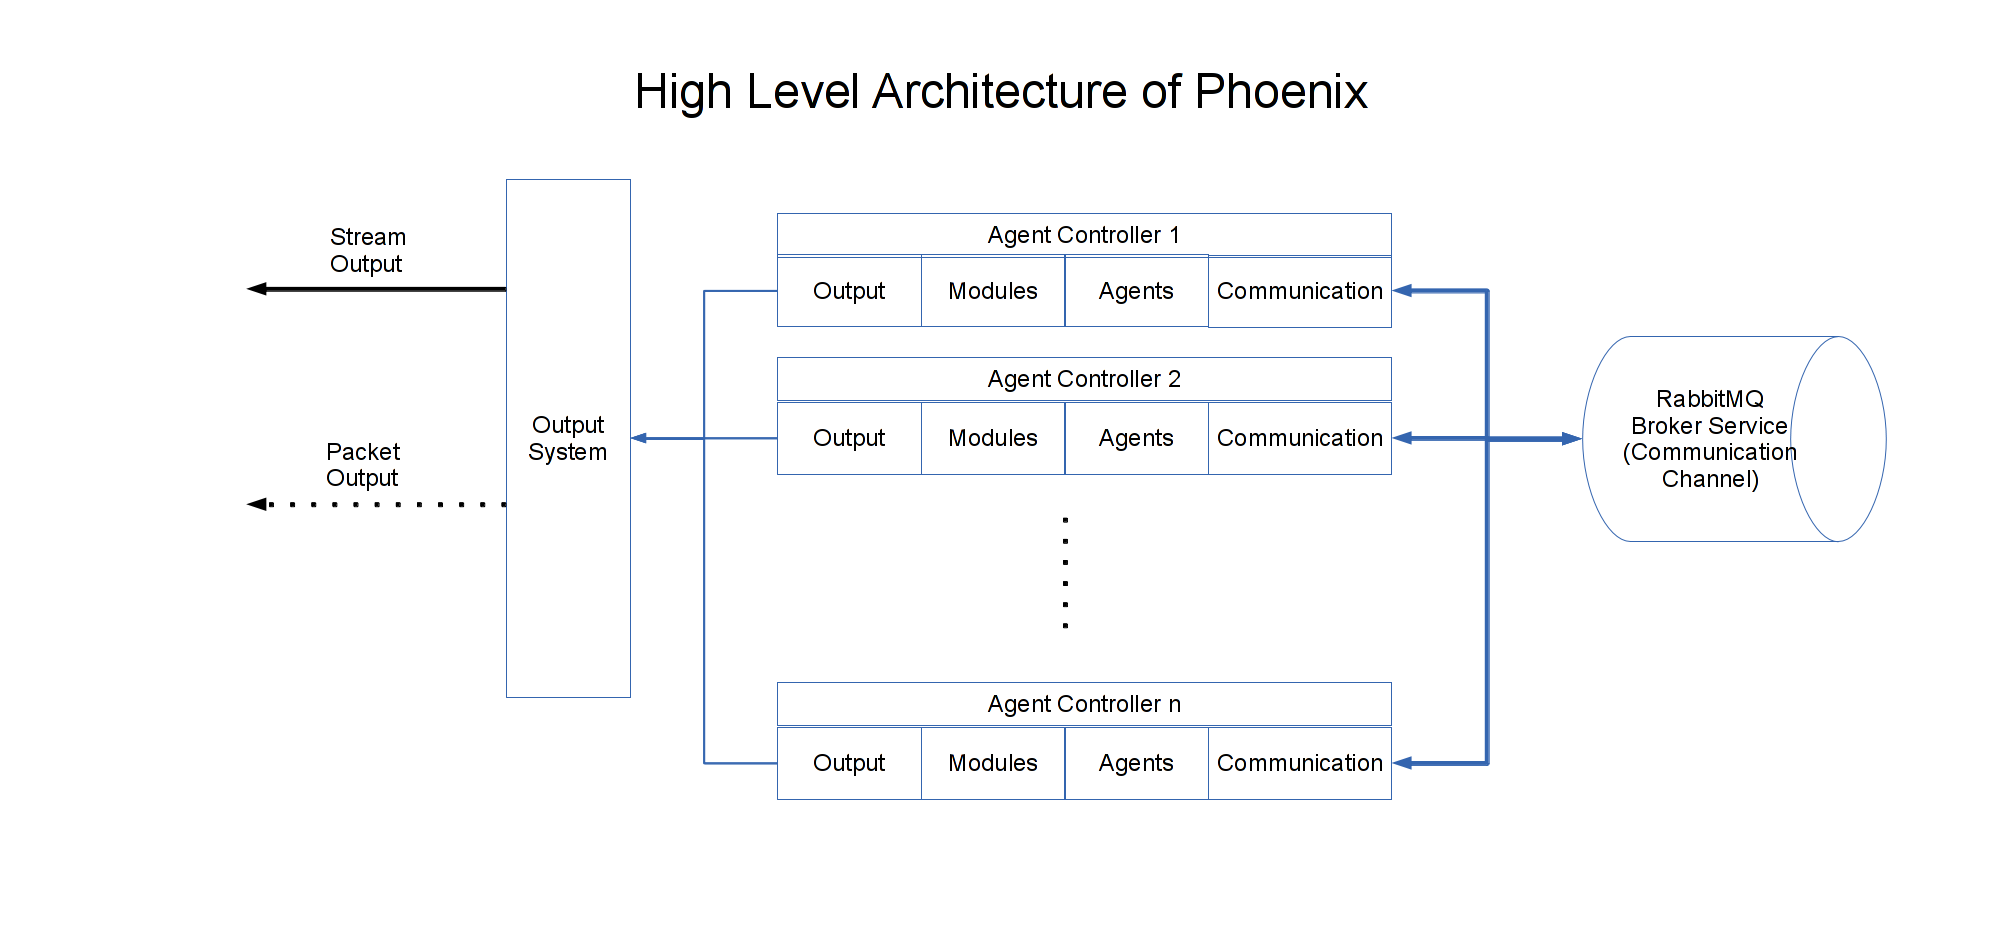 High Level Architecture of Phoenix
Stream
Output
Packet
Output
Output
System
Agent Controller 1
Output Modules Agents Communication
Agent Controller 2
Output Modules Agents Communication
Agent Controller n
Output Modules Agents Communication
RabbitMQ
Broker Service
(Communication
Channel)